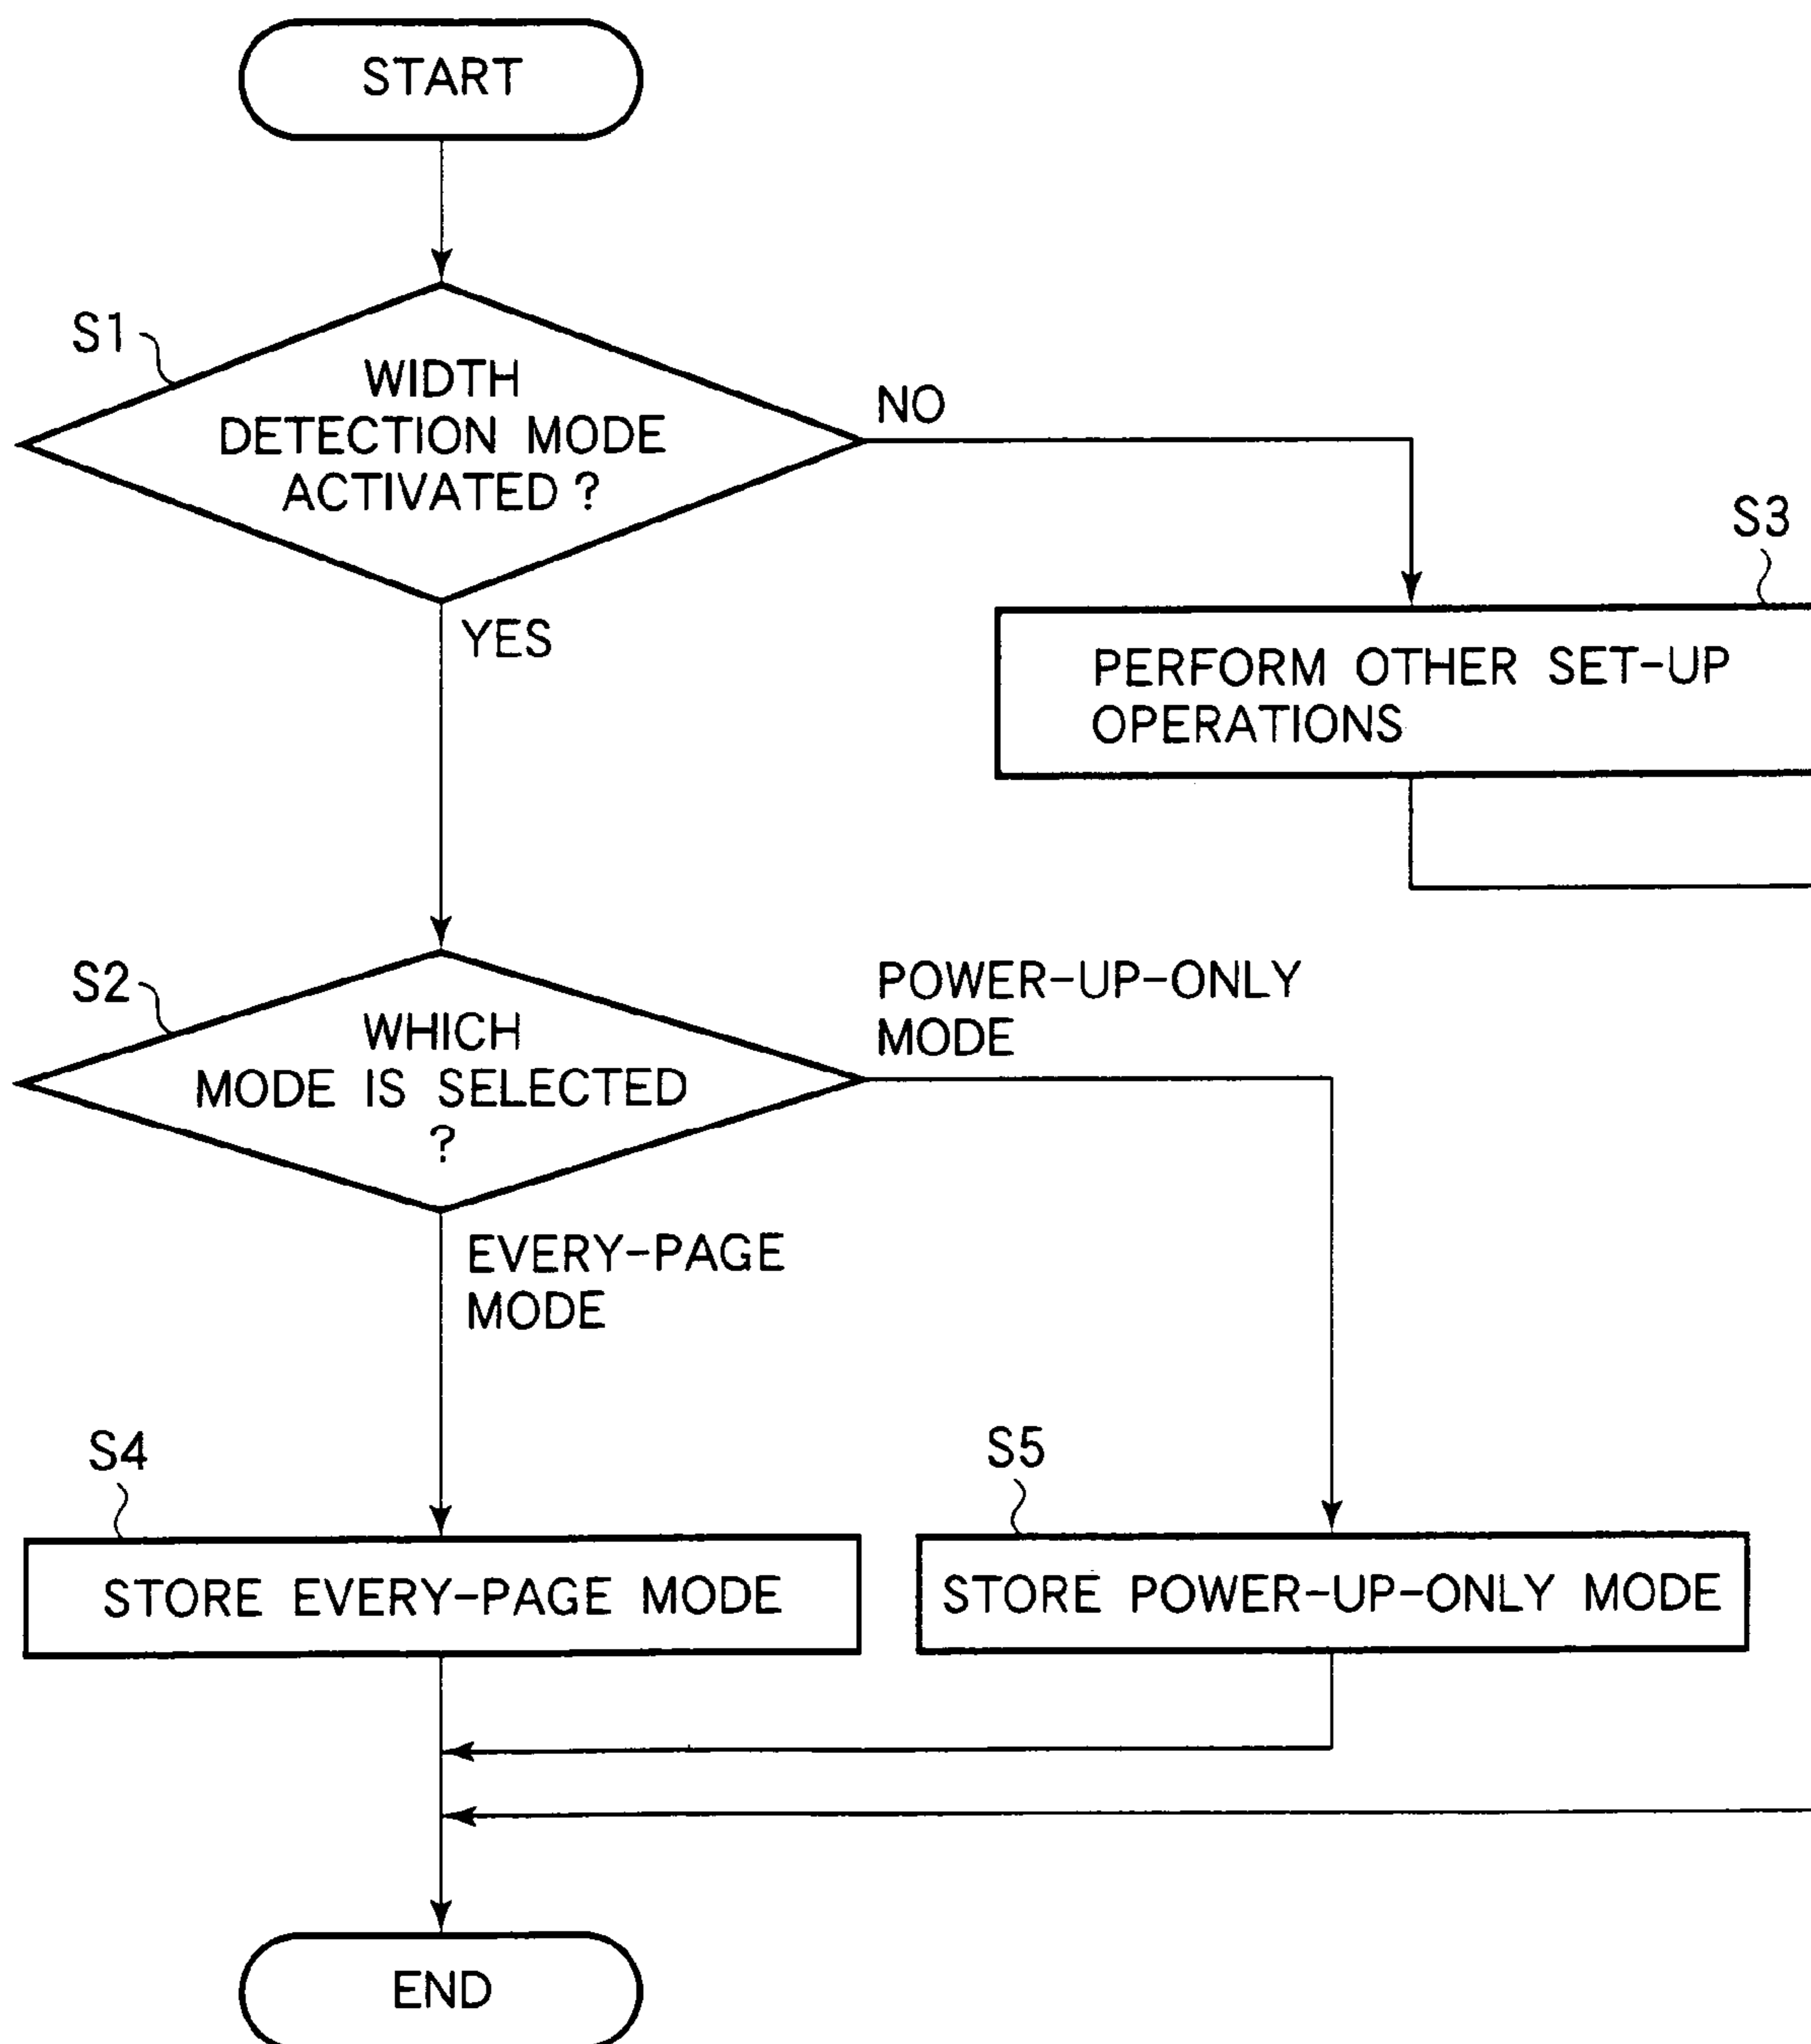 START
S1
WIDTH
DETECTION MODE
ACTIVATED ?
NO
YES
S3
PERFORM OTHER SET-UP
OPERATIONS
S2
WHICH
MODE IS SELECTED
?
POWER-UP-ONLY
MODE
EVERY-PAGE
MODE
S4
STORE EVERY-PAGE MODE
S5
STORE POWER-UP-ONLY MODE
END